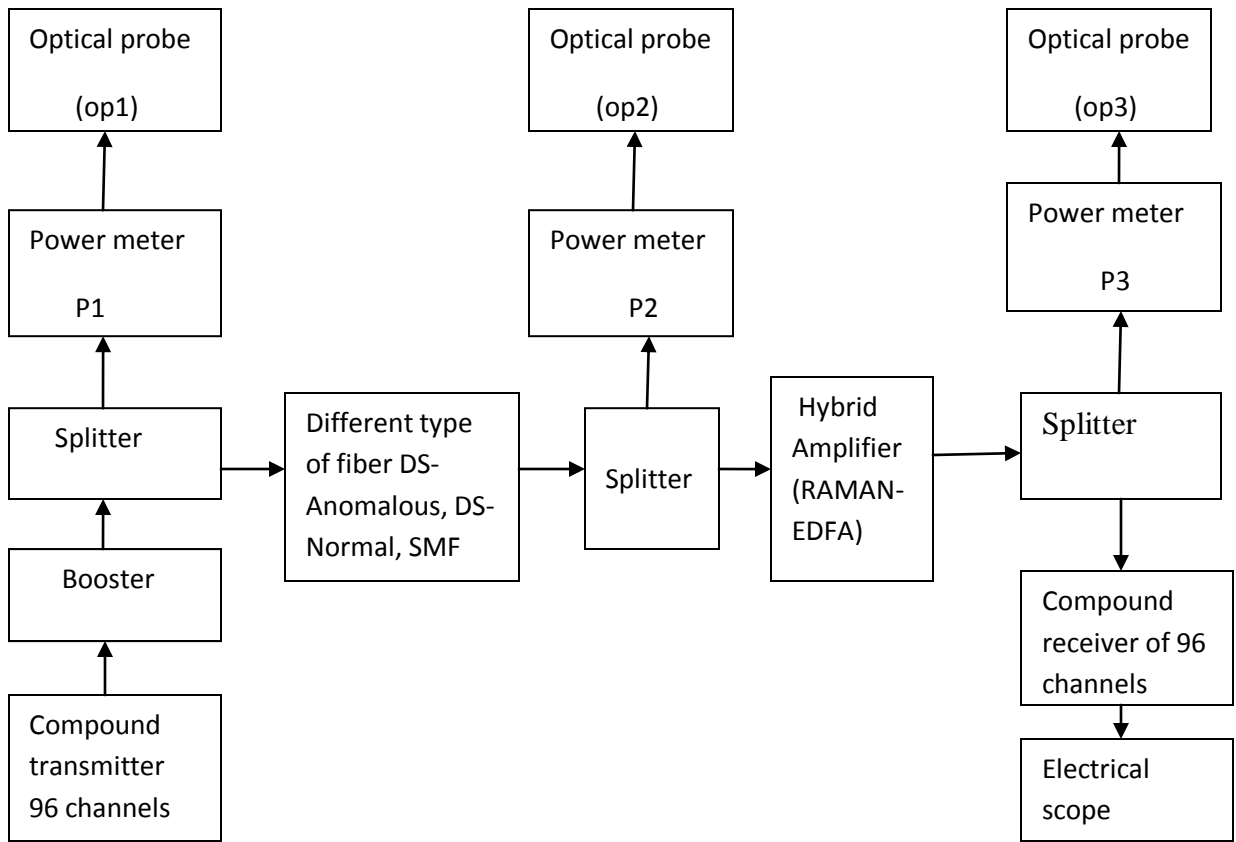 Optical probe
(op1)
Optical probe
(op2)
Optical probe
(op3)
Power meter
P1
Power meter
P2
Power meter
P3
Splitter
Different type
of fiber DS-
Anomalous, DS-
Normal, SMF
Splitter
Hybrid
Amplifier
(RAMAN-
EDFA)
Splitter
Booster
Compound
receiver of 96
channels
Compound
transmitter
96 channels
Electrical
scope